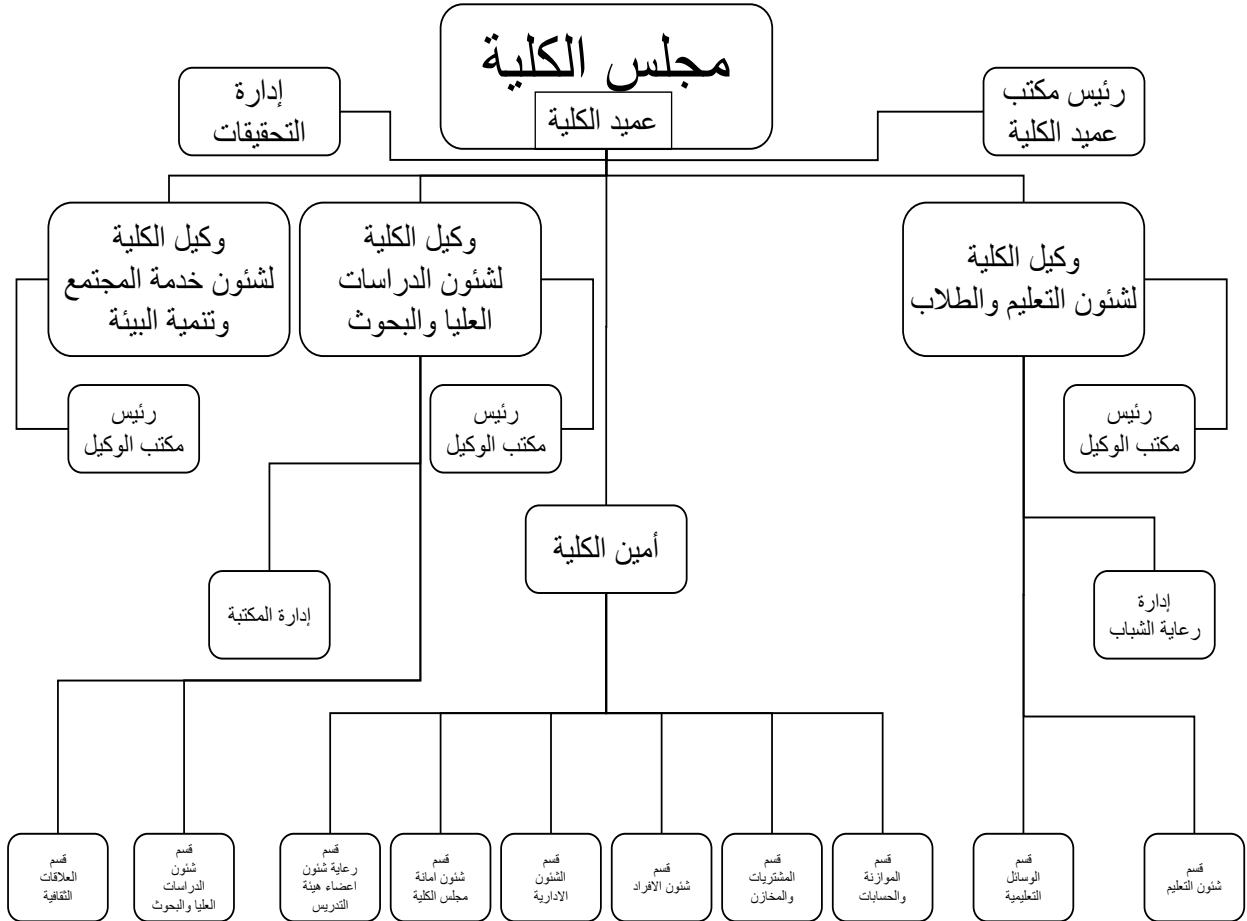 مجلس الكلية
عميد الكلية
رئيس مكتب
عميد الكلية
إدارة
التحقيقات
وكيل الكلية
لشئون التعليم والطلاب
وكيل الكلية
لشئون الدراسات
العليا والبحوث
وكيل الكلية
لشئون خدمة المجتمع
وتنمية البيئة
رئيس
مكتب الوكيل
رئيس
مكتب الوكيل
رئيس
مكتب الوكيل
أمين الكلية
إدارة
رعاية الشباب
إدارة المكتبة
قسم
شئون التعليم
قسم
الوسائل
التعليمية
قسم
الموازنة
والحسابات
قسم
المشتريات
والمخازن
قسم
شئون الافراد
قسم
الشئون
الادارية
قسم
شئون امانة
مجلس الكلية
قسم
رعاية شئون
اعضاء هيئة
التدريس
قسم
شئون
الدراسات
العليا والبحوث
قسم
العلاقات
الثقافية